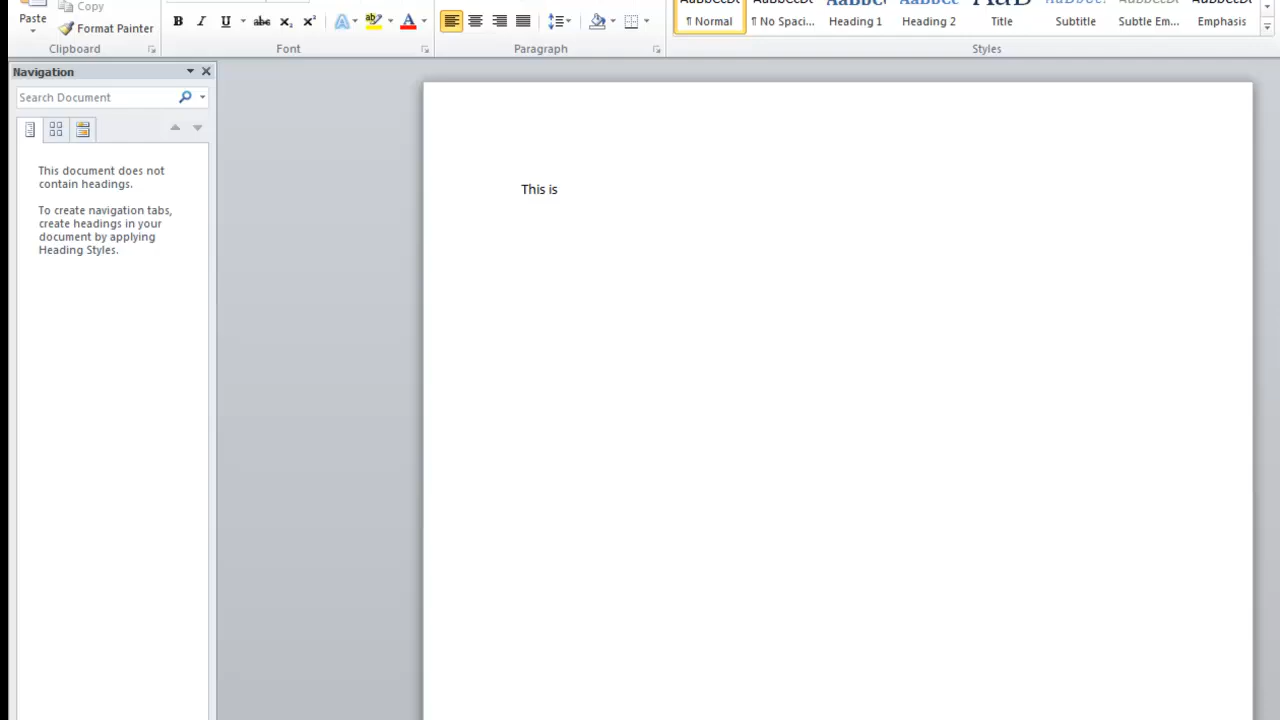 Paste
Copy
Format Painter
Clipboard
B I U abc x₂ x²
A ab A
Font
Paragraph
¶ Normal
¶ No Spaci...
Heading 1
Heading 2
Title
Subtitle
Subtle Em...
Emphasis
Styles
Navigation
Search Document
This document does not
contain headings.
To create navigation tabs,
create headings in your
document by applying
Heading Styles.
This is